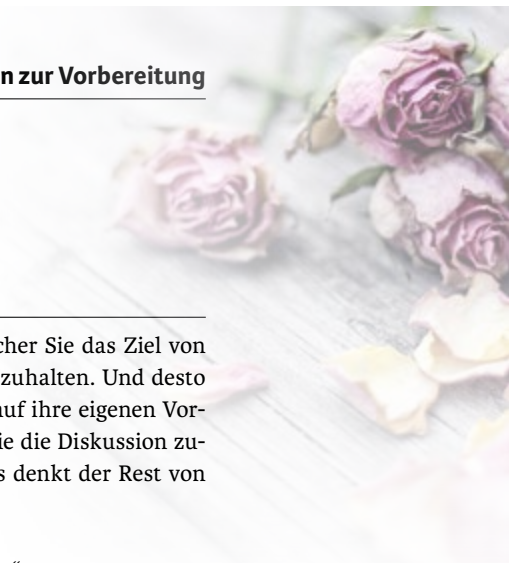 n zur Vorbereitung
cher Sie das Ziel von
zuhalten. Und desto
auf ihre eigenen Vor-
ie die Diskussion zu-
s denkt der Rest von
“